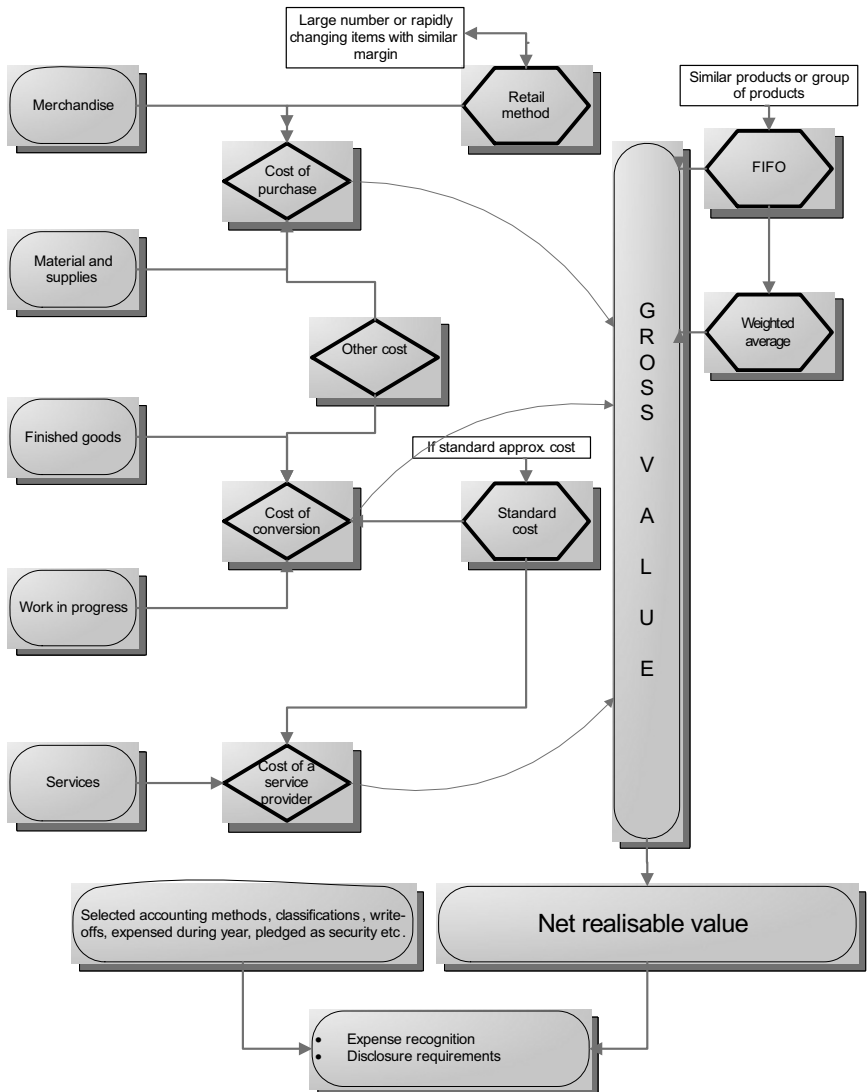 Large number or rapidly
changing items with similar
margin
Merchandise
Retail
method
Similar products or group
of products
Cost of
purchase
FIFO
Material and
supplies
Other cost
Weighted
average
GROSS VALUE
Finished goods
If standard approx. cost
Cost of
conversion
Standard
cost
Work in progress
Services
Cost of a
service
provider
Selected accounting methods, classifications, write-
offs, expensed during year, pledged as security etc.
Net realisable value
• Expense recognition
• Disclosure requirements